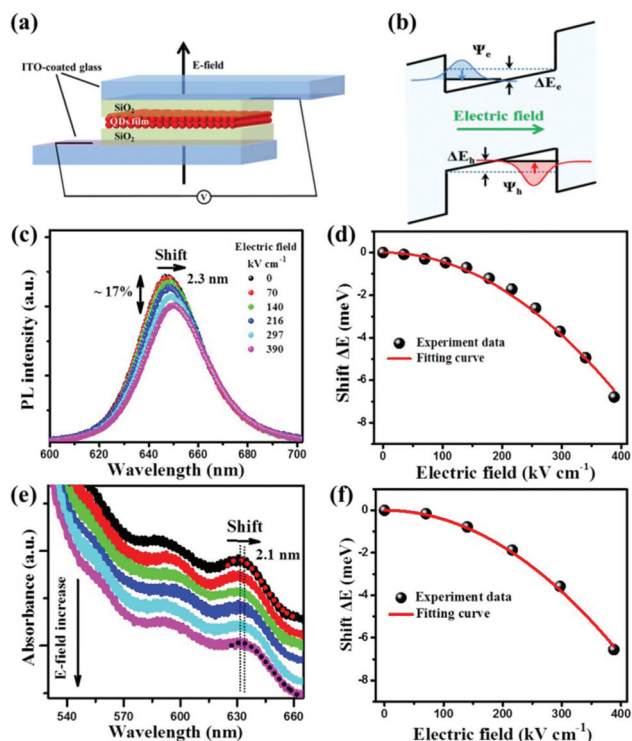 (a)
ITO-coated glass
E-field
SiO₂
QDs film
SiO₂
V
(b)
Ψe
ΔEe
Electric field
ΔEh
Ψh
(c)
Shift
2.3 nm
~ 17%
Electric field
kV cm⁻¹
0
70
140
216
297
390
PL intensity (a.u.)
600 620 640 660 680 700
Wavelength (nm)
(d)
0
-2
-4
-6
-8
Shift ΔE (meV)
Experiment data
Fitting curve
0 100 200 300 400
Electric field (kV cm⁻¹)
(e)
Shift
2.1 nm
Absorbance (a.u.)
E-field increase
540 570 600 630 660
Wavelength (nm)
(f)
0
-2
-4
-6
-8
Shift ΔE (meV)
Experiment data
Fitting curve
0 100 200 300 400
Electric field (kV cm⁻¹)